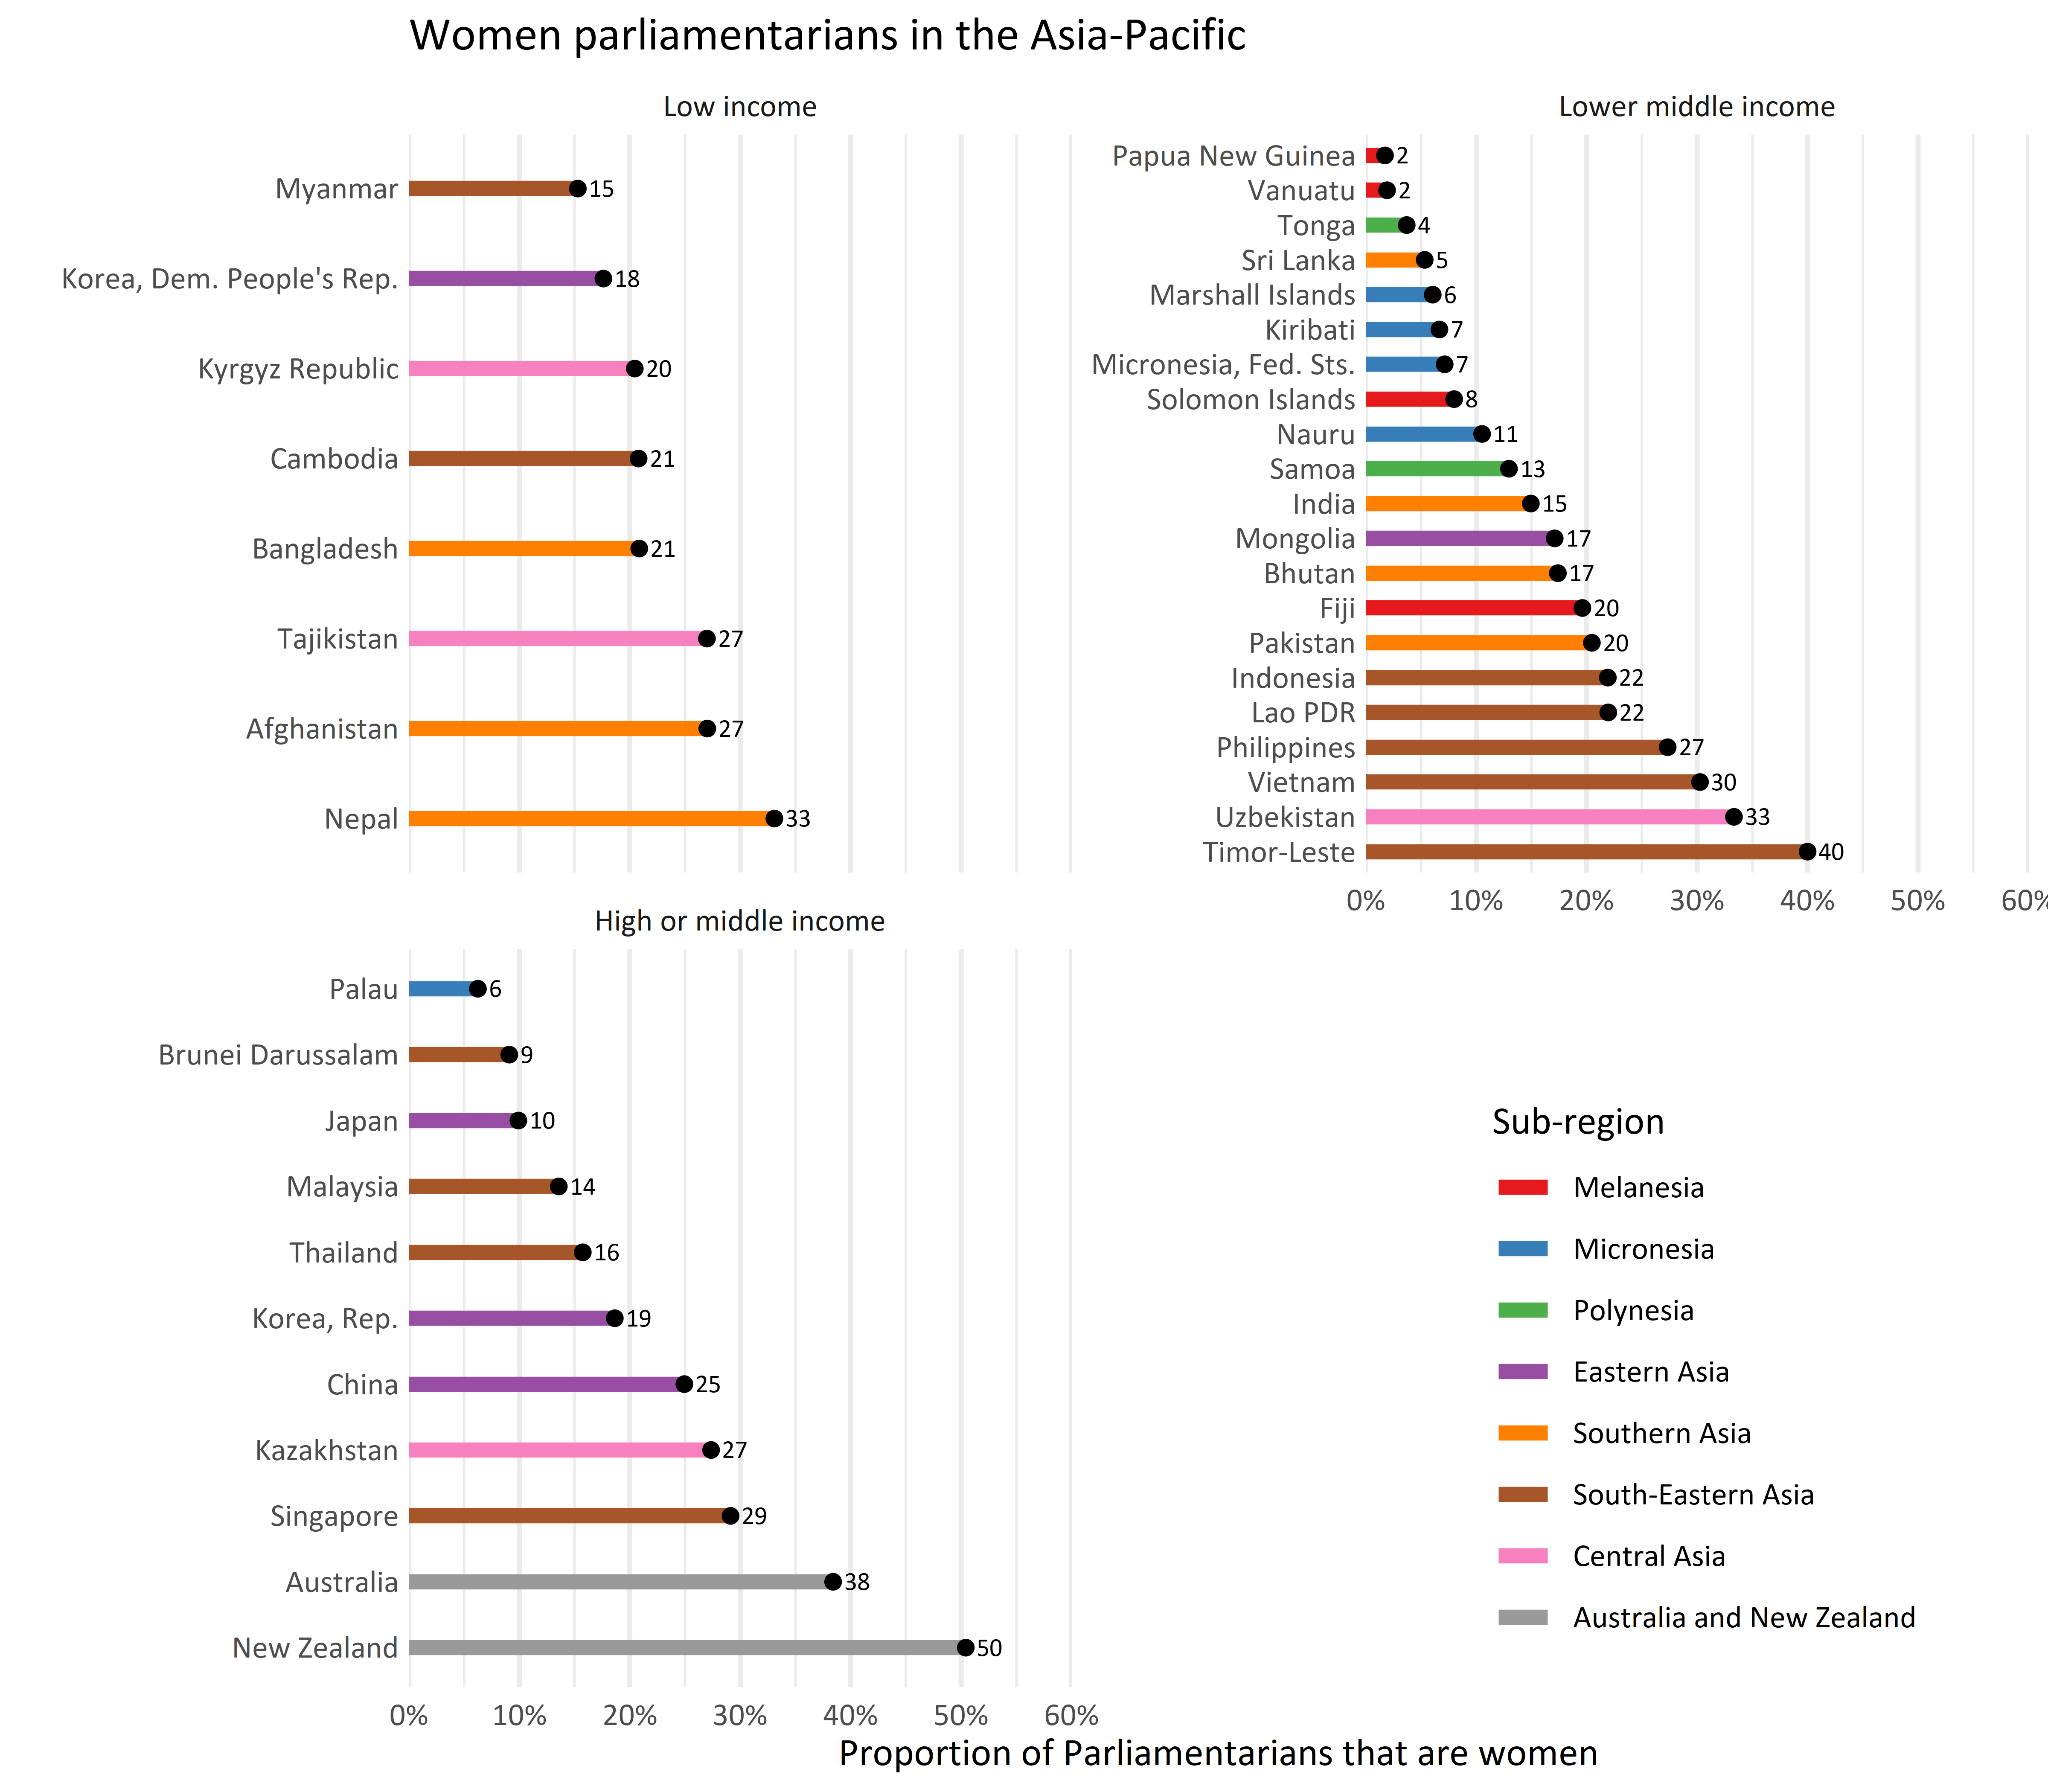 Women parliamentarians in the Asia-Pacific
Low income
Myanmar 15
Korea, Dem. People's Rep. 18
Kyrgyz Republic 20
Cambodia 21
Bangladesh 21
Tajikistan 27
Afghanistan 27
Nepal 33
Lower middle income
Papua New Guinea 2
Vanuatu 2
Tonga 4
Sri Lanka 5
Marshall Islands 6
Kiribati 7
Micronesia, Fed. Sts. 7
Solomon Islands 8
Nauru 11
Samoa 13
India 15
Mongolia 17
Bhutan 17
Fiji 20
Pakistan 20
Indonesia 22
Lao PDR 22
Philippines 27
Vietnam 30
Uzbekistan 33
Timor-Leste 40
0% 10% 20% 30% 40% 50% 60%
High or middle income
Palau 6
Brunei Darussalam 9
Japan 10
Malaysia 14
Thailand 16
Korea, Rep. 19
China 25
Kazakhstan 27
Singapore 29
Australia 38
New Zealand 50
0% 10% 20% 30% 40% 50% 60%
Sub-region
Melanesia
Micronesia
Polynesia
Eastern Asia
Southern Asia
South-Eastern Asia
Central Asia
Australia and New Zealand
Proportion of Parliamentarians that are women